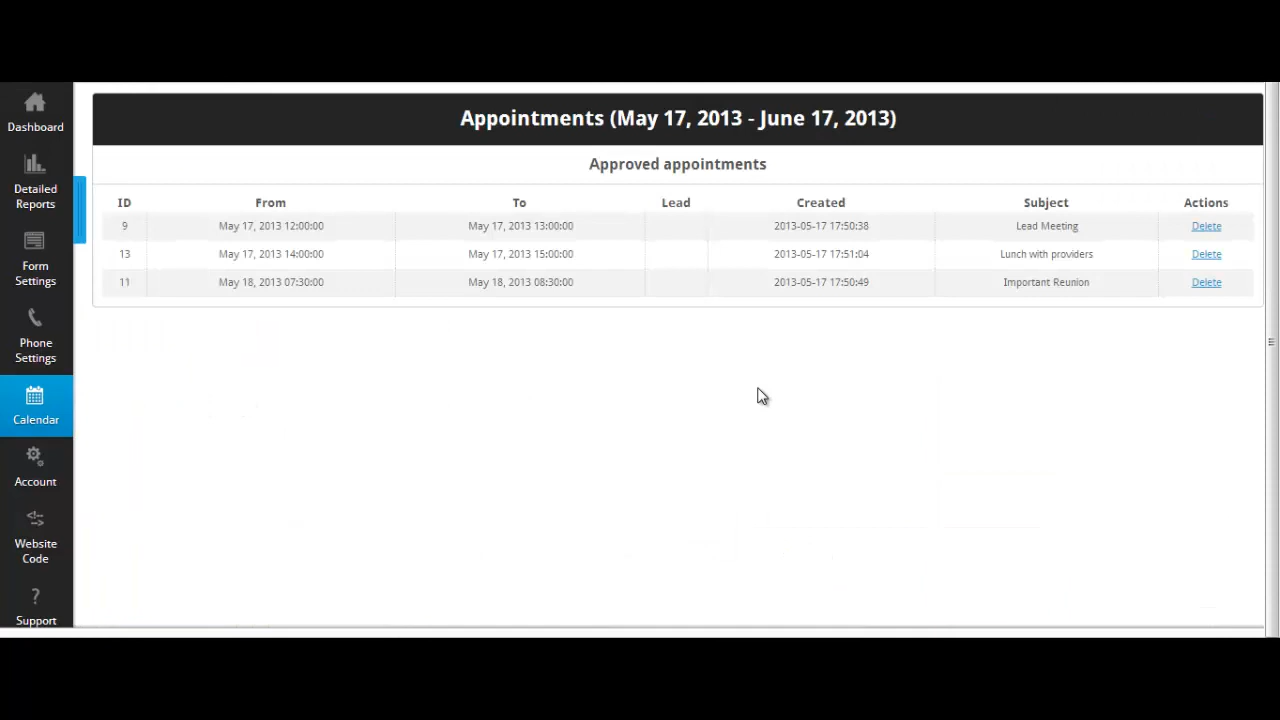 Dashboard
Detailed
Reports
Form
Settings
Phone
Settings
Calendar
Account
Website
Code
Support
Appointments (May 17, 2013 - June 17, 2013)
Approved appointments
ID From To Lead Created Subject Actions
9 May 17, 2013 12:00:00 May 17, 2013 13:00:00 2013-05-17 17:50:38 Lead Meeting Delete
13 May 17, 2013 14:00:00 May 17, 2013 15:00:00 2013-05-17 17:51:04 Lunch with providers Delete
11 May 18, 2013 07:30:00 May 18, 2013 08:30:00 2013-05-17 17:50:49 Important Reunion Delete